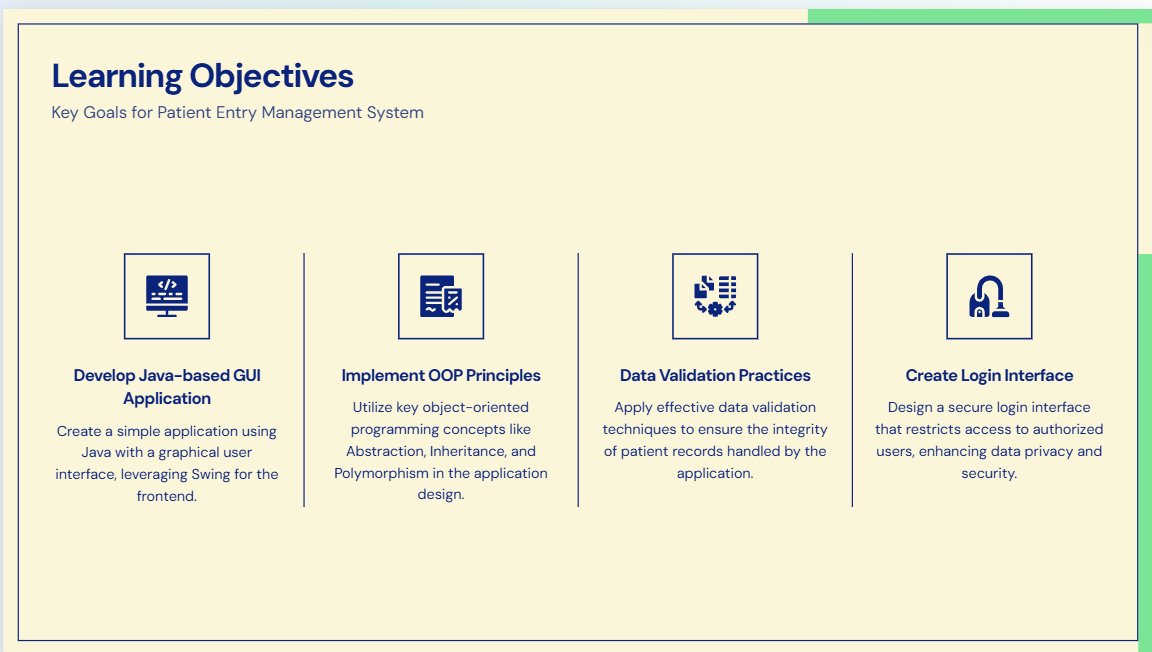 Learning Objectives
Key Goals for Patient Entry Management System
Develop Java-based GUI
Application
Create a simple application using
Java with a graphical user
interface, leveraging Swing for the
frontend.
Implement OOP Principles
Utilize key object-oriented
programming concepts like
Abstraction, Inheritance, and
Polymorphism in the application
design.
Data Validation Practices
Apply effective data validation
techniques to ensure the integrity
of patient records handled by the
application.
Create Login Interface
Design a secure login interface
that restricts access to authorized
users, enhancing data privacy and
security.